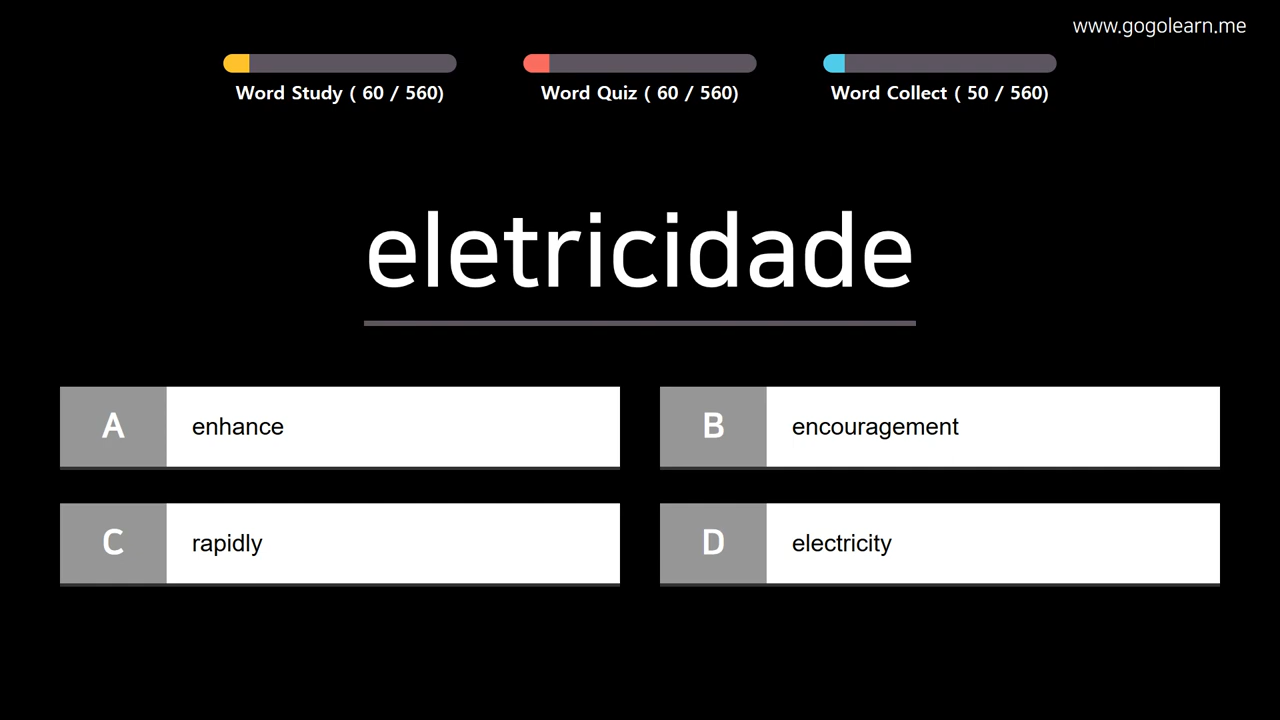 www.gogolearn.me
Word Study ( 60 / 560)
Word Quiz ( 60 / 560)
Word Collect ( 50 / 560)
eletricidade
A enhance
B encouragement
C rapidly
D electricity